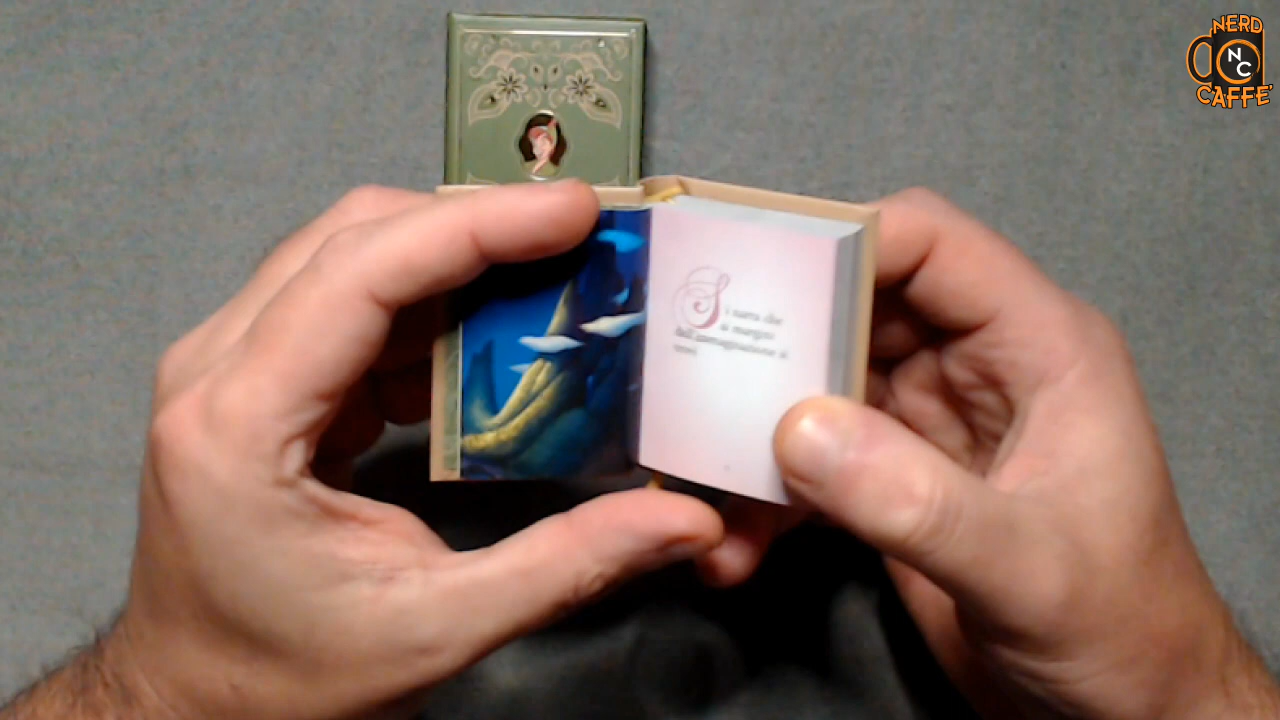 NERD
NC
CAFFE'
Si narra che
ai margini
dell'immaginazione si